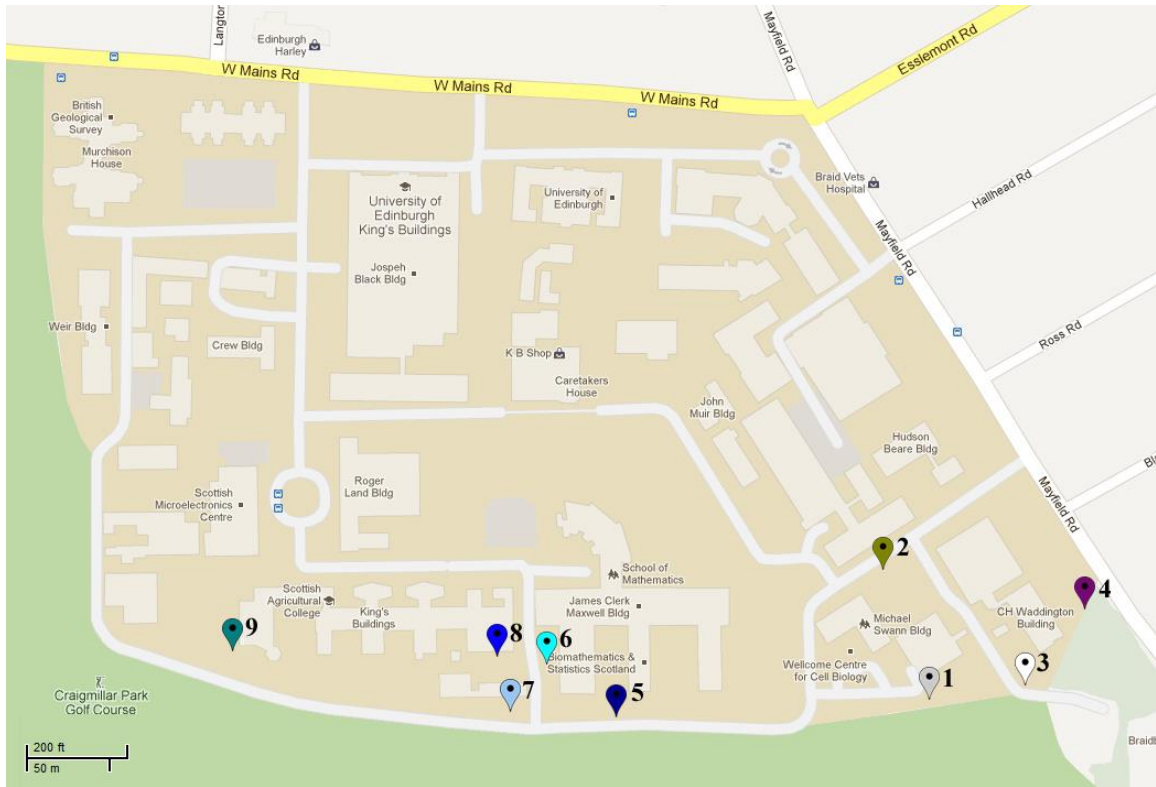 Langton
Edinburgh
Harley
Mayfield Rd
Esslemont Rd
W Mains Rd
W Mains Rd
W Mains Rd
British
Geological
Survey
Murchison
House
University of
Edinburgh
King's Buildings
University of
Edinburgh
Braid Vets
Hospital
Hallhead Rd
Mayfield Rd
Jospeh
Black Bldg
Weir Bldg
Crew Bldg
K B Shop
Caretakers
House
Ross Rd
John
Muir Bldg
Hudson
Beare Bldg
Bl
Roger
Land Bldg
Scottish
Microelectronics
Centre
Mayfield Rd
2
School of
Mathematics
Scottish
Agricultural
College
King's
Buildings
James Clerk
Maxwell Bldg
4
CH Waddington
Building
Michael
Swann Bldg
9
8
6
Biomathematics &
Statistics Scotland
Wellcome Centre
for Cell Biology
3
1
7
5
Craigmillar Park
Golf Course
Braidb
200 ft
50 m